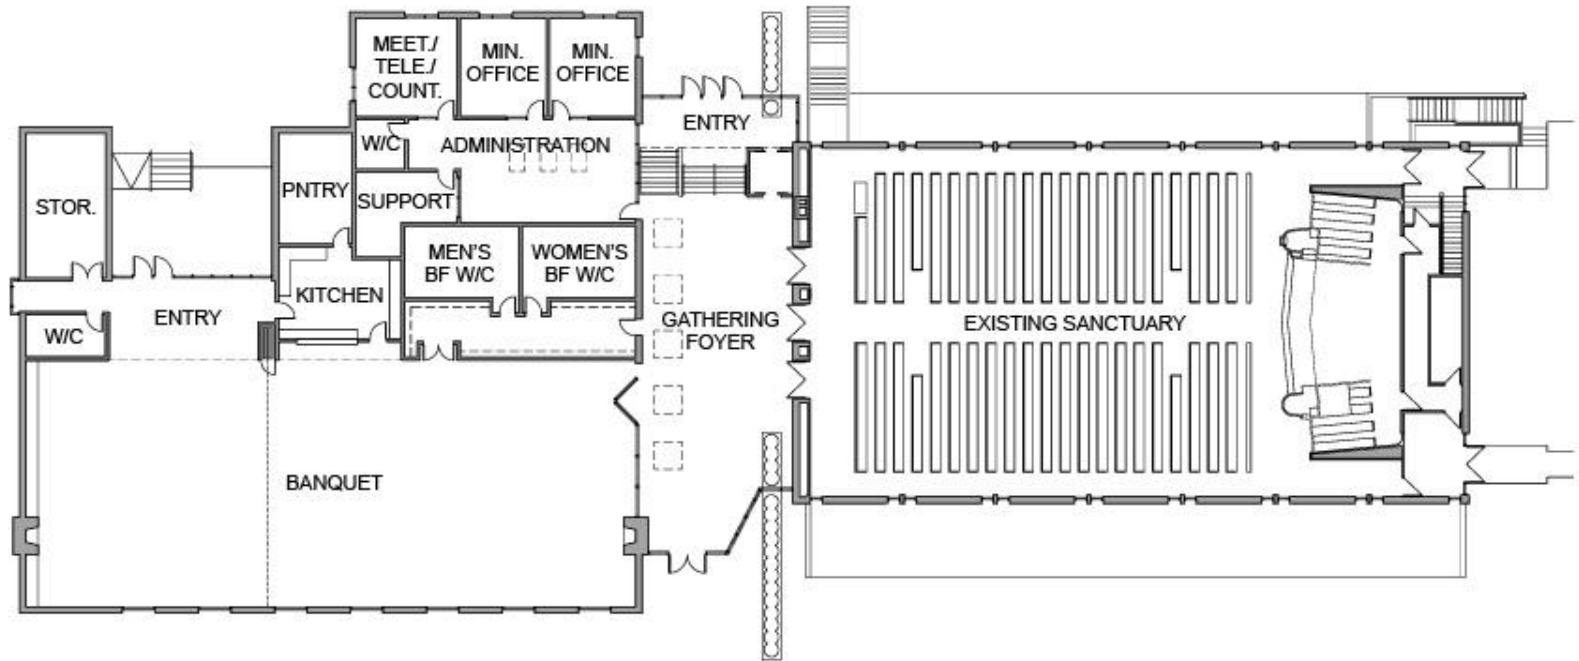 MEET./
TELE./
COUNT.
MIN.
OFFICE
MIN.
OFFICE
ENTRY
W/C
ADMINISTRATION
PNTRY
SUPPORT
STOR.
MEN'S
BF W/C
WOMEN'S
BF W/C
KITCHEN
ENTRY
W/C
GATHERING
FOYER
EXISTING SANCTUARY
BANQUET